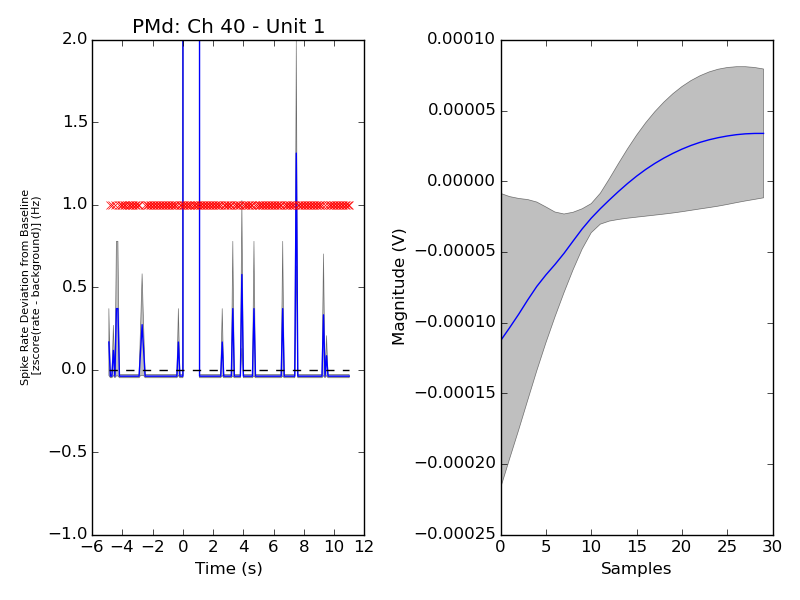 PMd: Ch 40 - Unit 1
2.0
1.5
1.0
0.5
0.0
−0.5
−1.0
−6 −4 −2 0 2 4 6 8 10 12
Time (s)
Spike Rate Deviation from Baseline
[zscore(rate - background)] (Hz)
0.00010
0.00005
0.00000
−0.00005
−0.00010
−0.00015
−0.00020
−0.00025
0 5 10 15 20 25 30
Samples
Magnitude (V)